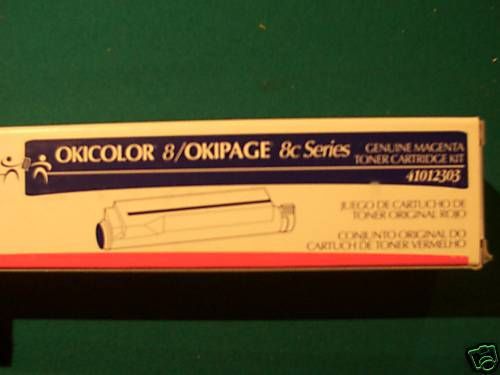 OKICOLOR 8/OKIPAGE 8c Series
GENUINE MAGENTA
TONER CARTRIDGE KIT
41012303
JUEGO DE CARTUCHO DE
TONER ORIGINAL ROJO
CONJUNTO ORIGINAL DO
CARTUCH DE TONER VERMELHO